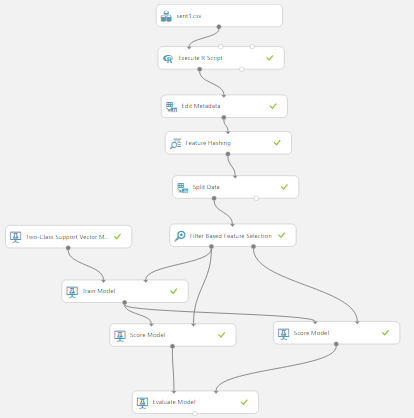 sent1.csv
Execute R Script
Edit Metadata
Feature Hashing
Split Data
Two-Class Support Vector M...
Filter Based Feature Selection
Train Model
Score Model
Score Model
Evaluate Model